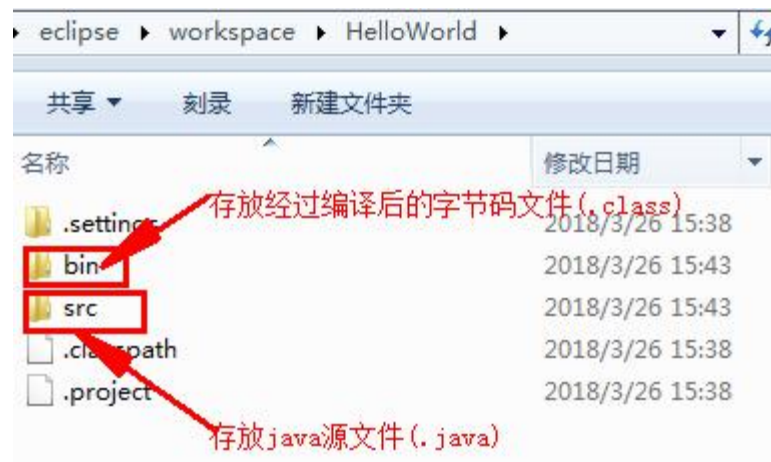 eclipse workspace HelloWorld
共享 刻录 新建文件夹
名称 修改日期
存放经过编译后的字节码文件(.class)
.settings 2018/3/26 15:38
bin 2018/3/26 15:43
src 2018/3/26 15:43
.classpath 2018/3/26 15:38
.project 2018/3/26 15:38
存放java源文件(.java)